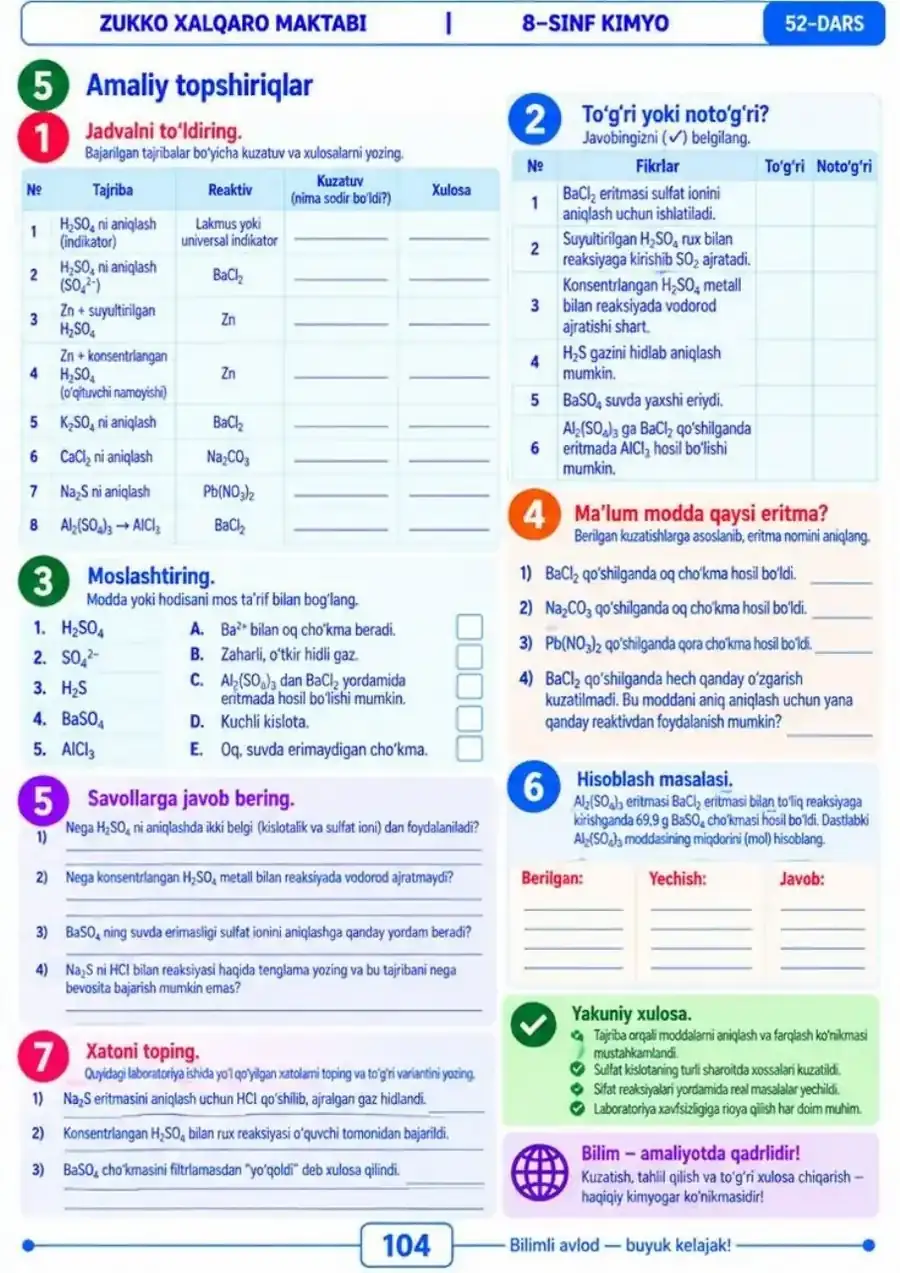 ZUKKO XALQARO MAKTABI | 8–SINF KIMYO 52-DARS
5 Amaliy topshiriqlar
1 Jadvalni to‘ldiring.
Bajarilgan tajribalar bo‘yicha kuzatuv va xulosalarni yozing.
№ Tajriba Reaktiv Kuzatuv (nima sodir bo‘ldi?) Xulosa
1 H₂SO₄ ni aniqlash (indikator) Lakmus yoki universal indikator
2 H₂SO₄ ni aniqlash (SO₄²⁻) BaCl₂
3 Zn + suyultirilgan H₂SO₄ Zn
4 Zn + konsentrlangan H₂SO₄ (o‘qituvchi namoyishi) Zn
5 K₂SO₄ ni aniqlash BaCl₂
6 CaCl₂ ni aniqlash Na₂CO₃
7 Na₂S ni aniqlash Pb(NO₃)₂
8 Al₂(SO₄)₃ → AlCl₃ BaCl₂
2 To‘g‘ri yoki noto‘g‘ri?
Javobingizni (✓) belgilang.
№ Fikrlar To‘g‘ri Noto‘g‘ri
1 BaCl₂ eritmasi sulfat ionini
aniqlash uchun ishlatiladi.
2 Suyultirilgan H₂SO₄ rux bilan
reaksiyaga kirishib SO₂ ajratadi.
3 Konsentrlangan H₂SO₄ metall
bilan reaksiyada vodorod
ajratishi shart.
4 H₂S gazini hidlab aniqlash
mumkin.
5 BaSO₄ suvda yaxshi eriydi.
6 Al₂(SO₄)₃ ga BaCl₂ qo‘shilganda
eritmada AlCl₃ hosil bo‘lishi
mumkin.
3 Moslashtiring.
Modda yoki hodisani mos ta’rif bilan bog‘lang.
1. H₂SO₄ A. Ba²⁺ bilan oq cho‘kma beradi.
2. SO₄²⁻ B. Zaharli, o‘tkir hidli gaz.
3. H₂S C. Al₂(SO₄)₃ dan BaCl₂ yordamida
eritmada hosil bo‘lishi mumkin.
4. BaSO₄ D. Kuchli kislota.
5. AlCl₃ E. Oq, suvda erimaydigan cho‘kma.
4 Ma’lum modda qaysi eritma?
Berilgan kuzatishlarga asoslanib, eritma nomini aniqlang.
1) BaCl₂ qo‘shilganda oq cho‘kma hosil bo‘ldi.
2) Na₂CO₃ qo‘shilganda oq cho‘kma hosil bo‘ldi.
3) Pb(NO₃)₂ qo‘shilganda qora cho‘kma hosil bo‘ldi.
4) BaCl₂ qo‘shilganda hech qanday o‘zgarish
kuzatilmadi. Bu moddani aniq aniqlash uchun yana
qanday reaktivdan foydalanish mumkin?
5 Savollarga javob bering.
1) Nega H₂SO₄ ni aniqlashda ikki belgi (kislotalik va sulfat ioni) dan foydalaniladi?
2) Nega konsentrlangan H₂SO₄ metall bilan reaksiyada vodorod ajratmaydi?
3) BaSO₄ ning suvda erimasligi sulfat ionini aniqlashga qanday yordam beradi?
4) Na₂S ni HCl bilan reaksiyasi haqida tenglama yozing va bu tajribani nega
bevosita bajarish mumkin emas?
6 Hisoblash masalasi.
Al₂(SO₄)₃ eritmasi BaCl₂ eritmasi bilan to‘liq reaksiyaga
kirishganda 69,9 g BaSO₄ cho‘kmasi hosil bo‘ldi. Dastlabki
Al₂(SO₄)₃ moddasining miqdorini (mol) hisoblang.
Berilgan: Yechish: Javob:
7 Xatoni toping.
Quyidagi laboratoriya ishida yo‘l qo‘yilgan xatolarni toping va to‘g‘ri variantini yozing.
1) Na₂S eritmasini aniqlash uchun HCl qo‘shilib, ajralgan gaz hidlandi.
2) Konsentrlangan H₂SO₄ bilan rux reaksiyasi o‘quvchi tomonidan bajarildi.
3) BaSO₄ cho‘kmasini filtrlamasdan "yo‘qoldi" deb xulosa qilindi.
Yakuniy xulosa.
Tajriba orqali moddalarni aniqlash va farqlash ko‘nikmasi
mustahkamlandi.
Sulfat kislotaning turli sharoitda xossalari kuzatildi.
Sifat reaksiyalari yordamida real masalalar yechildi.
Laboratoriya xavfsizligiga rioya qilish har doim muhim.
Bilim – amaliyotda qadrlidir!
Kuzatish, tahlil qilish va to‘g‘ri xulosa chiqarish –
haqiqiy kimyogar ko‘nikmasidir!
104
Bilimli avlod — buyuk kelajak!